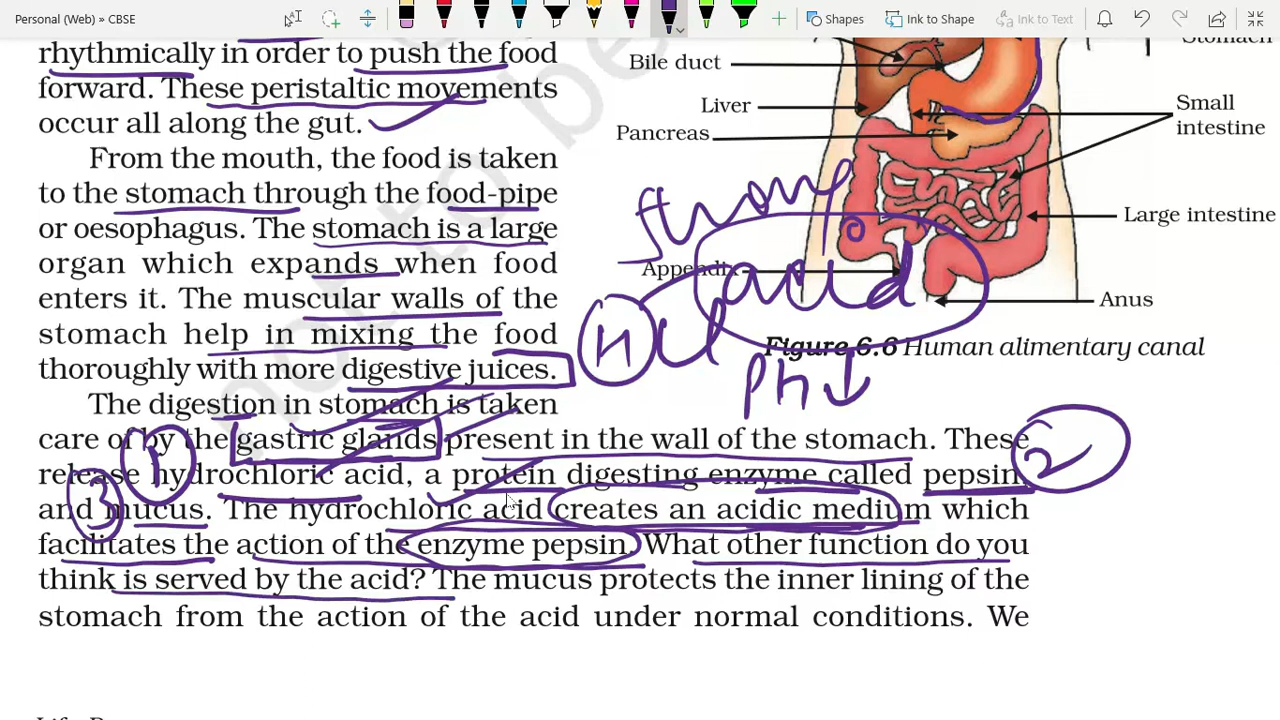 Personal (Web) » CBSE
Shapes
Ink to Shape
Ink to Text
rhythmically in order to push the food
forward. These peristaltic movements
occur all along the gut.
From the mouth, the food is taken
to the stomach through the food-pipe
or oesophagus. The stomach is a large
organ which expands when food
enters it. The muscular walls of the
stomach help in mixing the food
thoroughly with more digestive juices.
The digestion in stomach is taken
care of by the gastric glands present in the wall of the stomach. These
release hydrochloric acid, a protein digesting enzyme called pepsin,
and mucus. The hydrochloric acid creates an acidic medium which
facilitates the action of the enzyme pepsin. What other function do you
think is served by the acid? The mucus protects the inner lining of the
stomach from the action of the acid under normal conditions. We
Stomach
Bile duct
Liver
Small
intestine
Pancreas
Large intestine
Appendix
Anus
Figure 6.6 Human alimentary canal
Strong
acid
HCl
PH↓
1
2
3